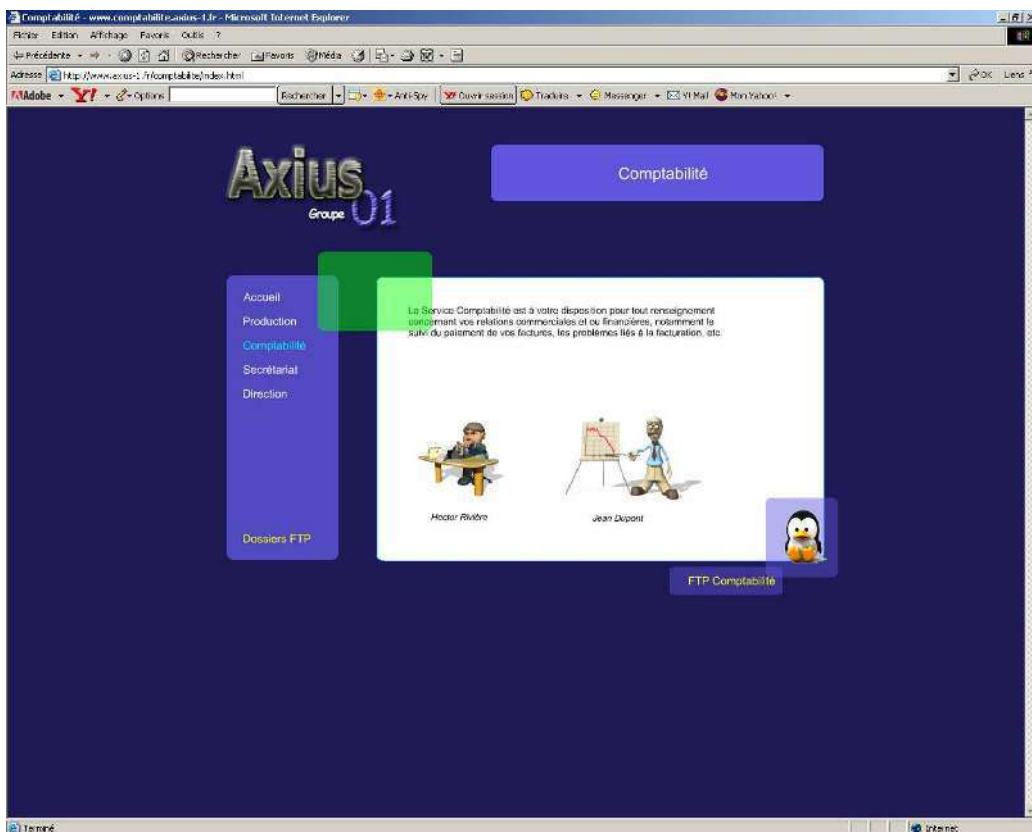 Comptabilité - www.comptabilite.axius-1.fr - Microsoft Internet Explorer
Fichier Edition Affichage Favoris Outils ?
Précédente Rechercher Favoris Média
Adresse http://www.axius-1.fr/comptabilite/index.html OK Liens
Adobe Y! Options Rechercher Anti-Spy Ouvrir session Traduire Messenger Y! Mail Mon Yahoo!
Axius
Groupe 01
Comptabilité
Accueil
Production
Comptabilité
Secrétariat
Direction
Dossiers FTP
Le Service Comptabilité est à votre disposition pour tout renseignement
concernant vos relations commerciales et ou financières, notamment le
suivi du paiement de vos factures, les problèmes liés à la facturation, etc.
Hector Rivière
Jean Dupont
FTP Comptabilité
Terminé
Internet